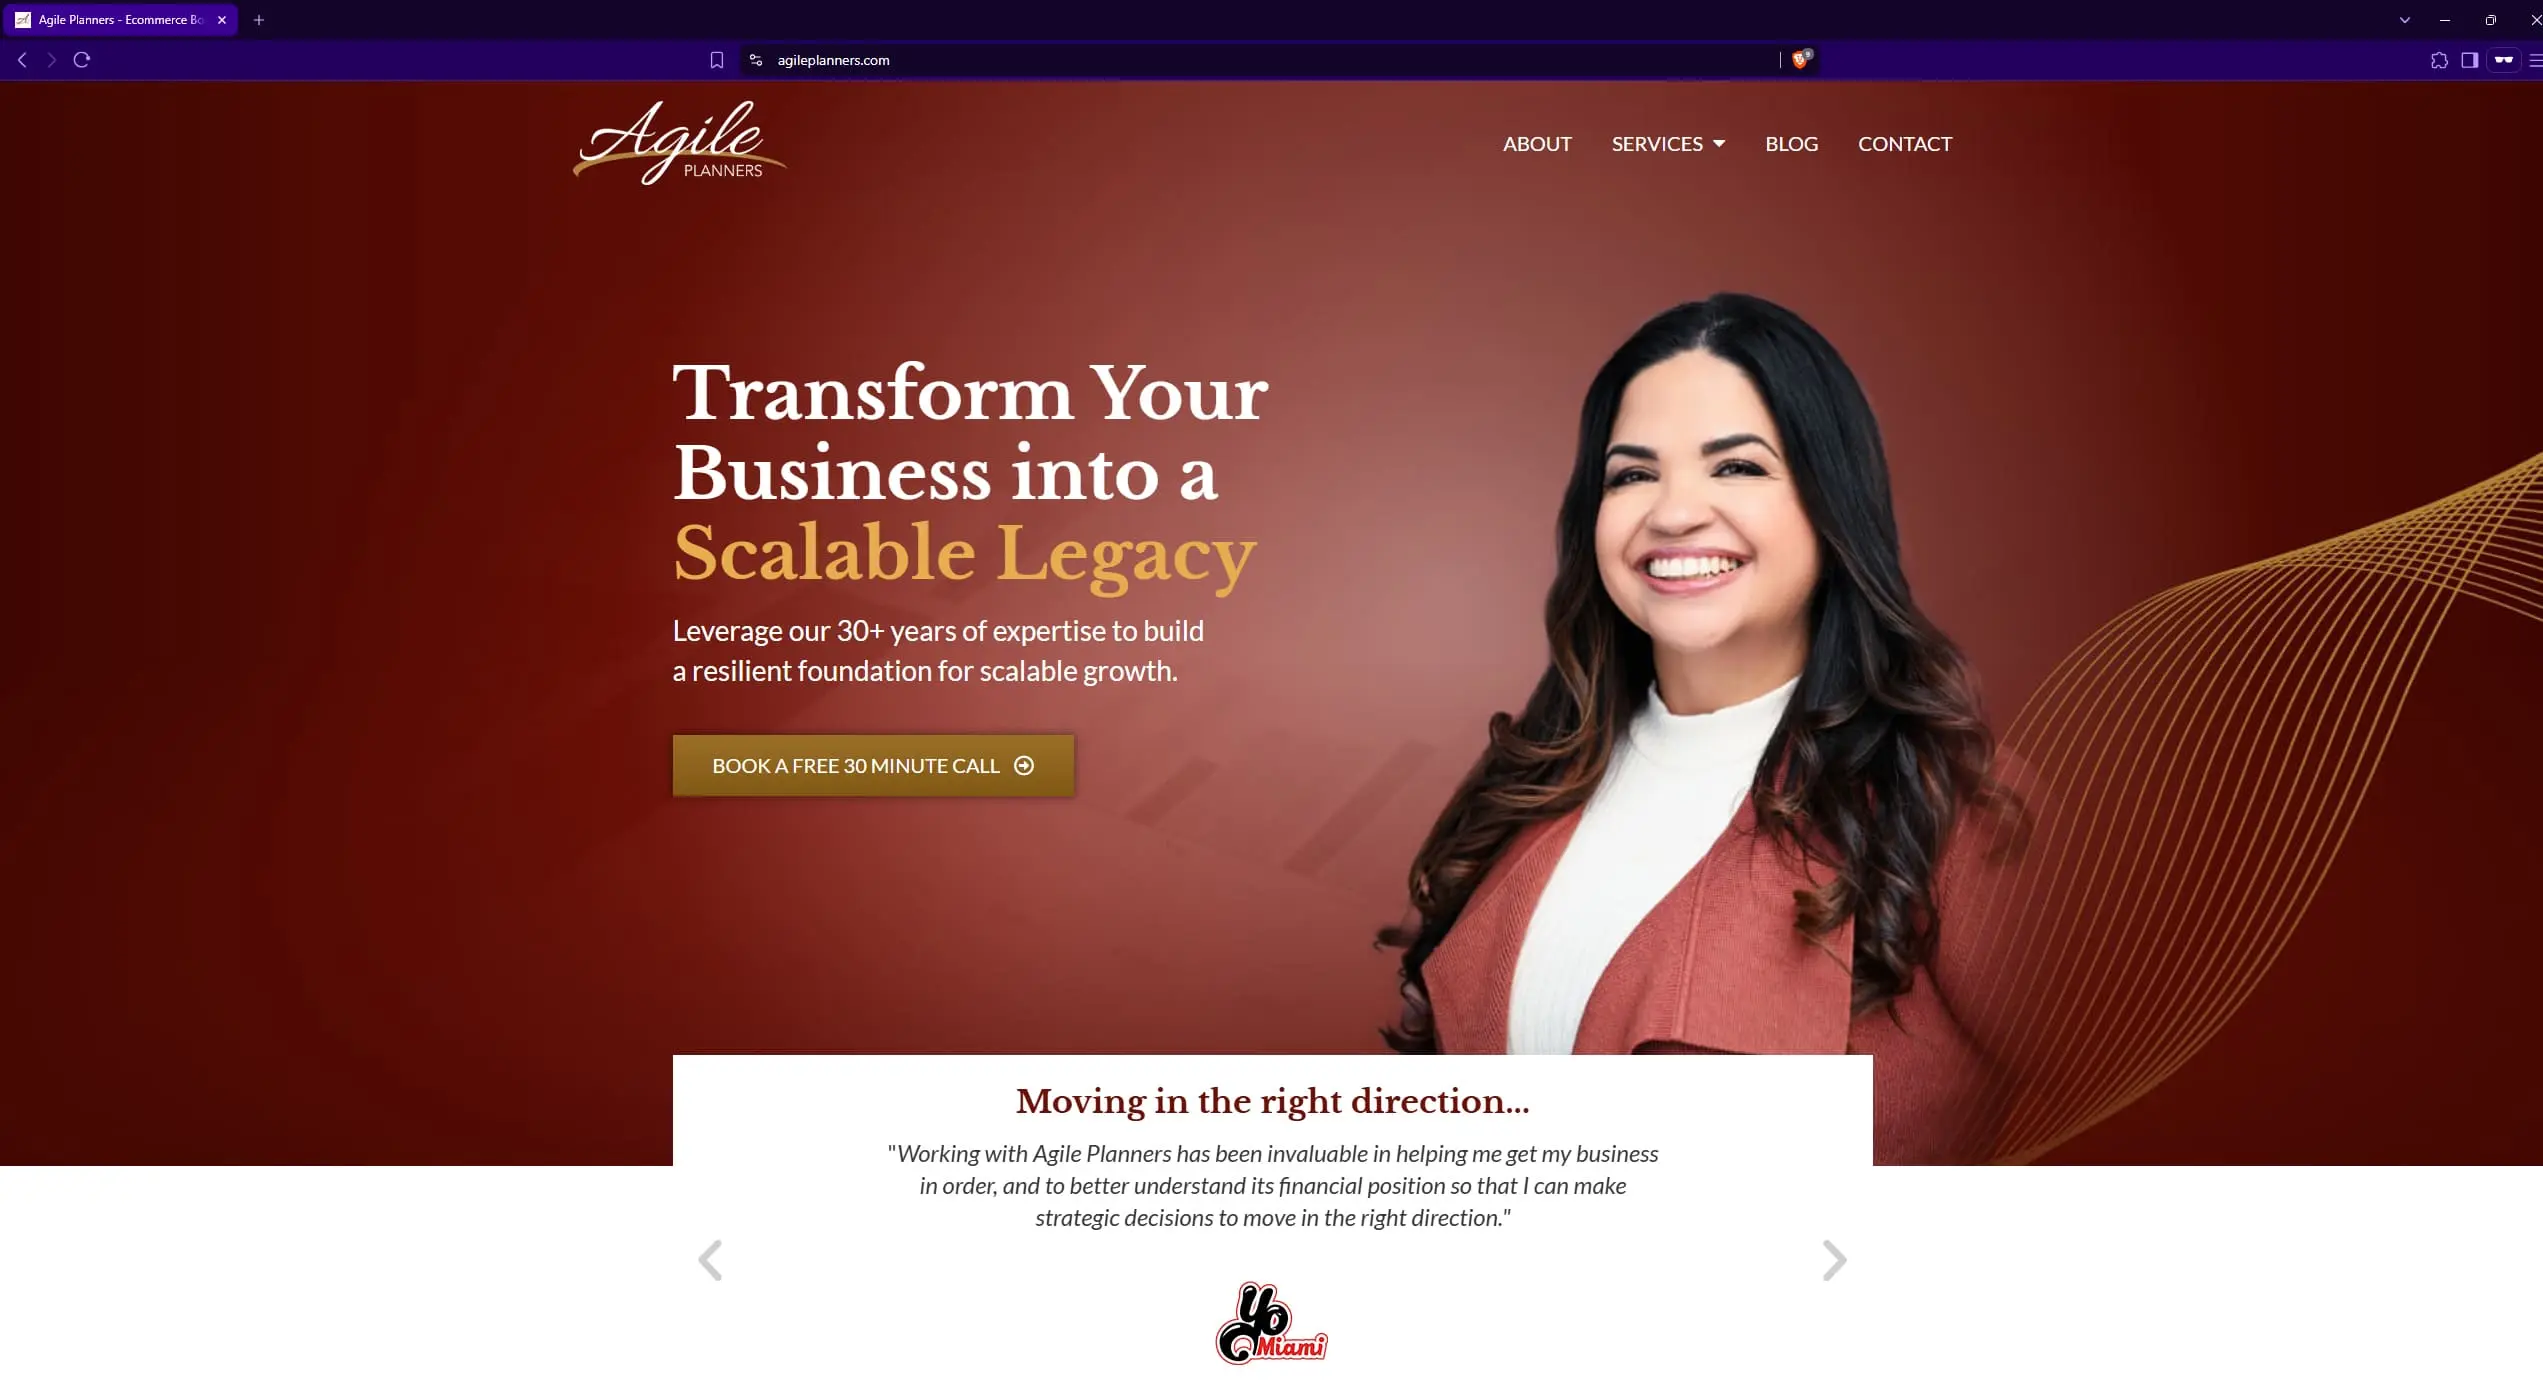 Agile Planners - Ecommerce Bo
agileplanners.com
9
Agile
PLANNERS
ABOUT
SERVICES
BLOG
CONTACT
Transform Your
Business into a
Scalable Legacy
Leverage our 30+ years of expertise to build
a resilient foundation for scalable growth.
BOOK A FREE 30 MINUTE CALL
Moving in the right direction...
"Working with Agile Planners has been invaluable in helping me get my business
in order, and to better understand its financial position so that I can make
strategic decisions to move in the right direction."
Yo
Miami